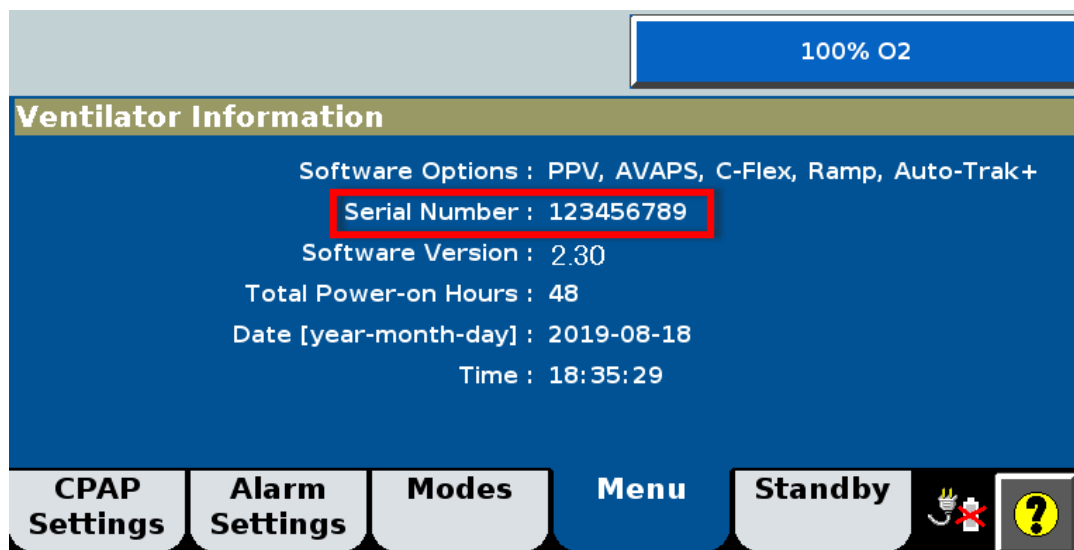 100% O2
Ventilator Information
Software Options : PPV, AVAPS, C-Flex, Ramp, Auto-Trak+
Serial Number : 123456789
Software Version : 2.30
Total Power-on Hours : 48
Date [year-month-day] : 2019-08-18
Time : 18:35:29
CPAP Settings
Alarm Settings
Modes
Menu
Standby
?